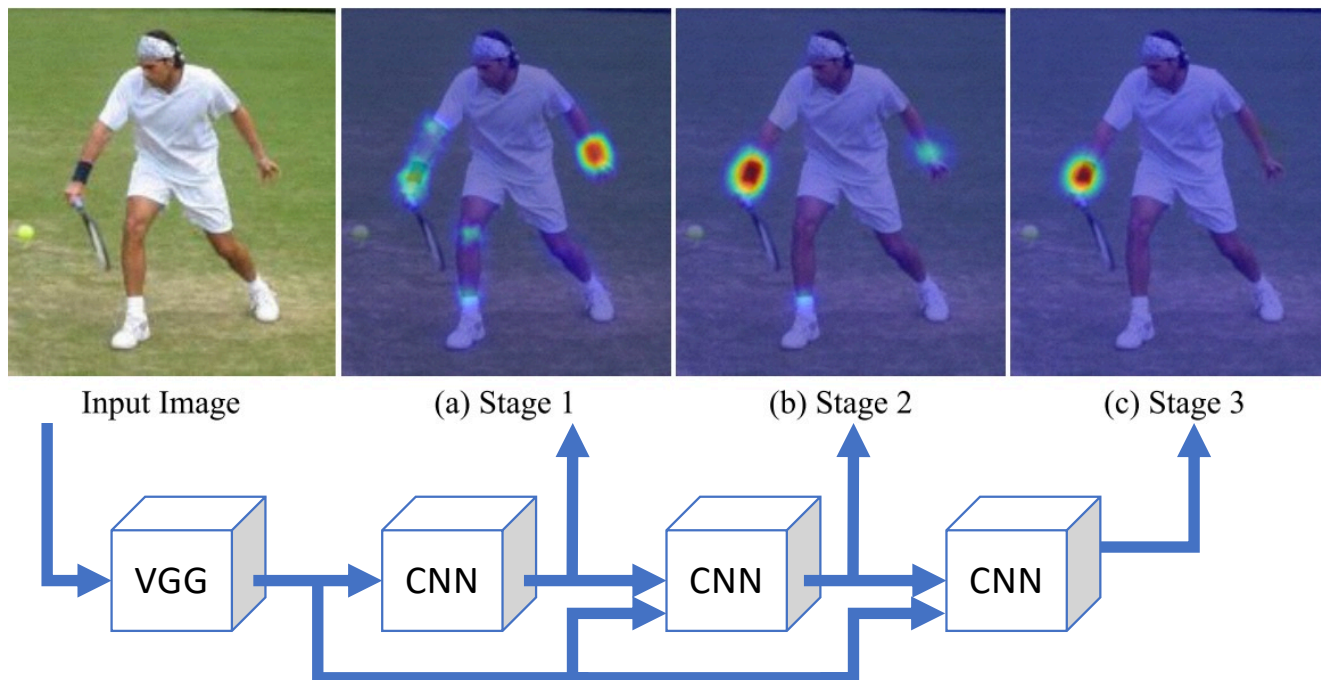 Input Image
(a) Stage 1
(b) Stage 2
(c) Stage 3
VGG
CNN
CNN
CNN